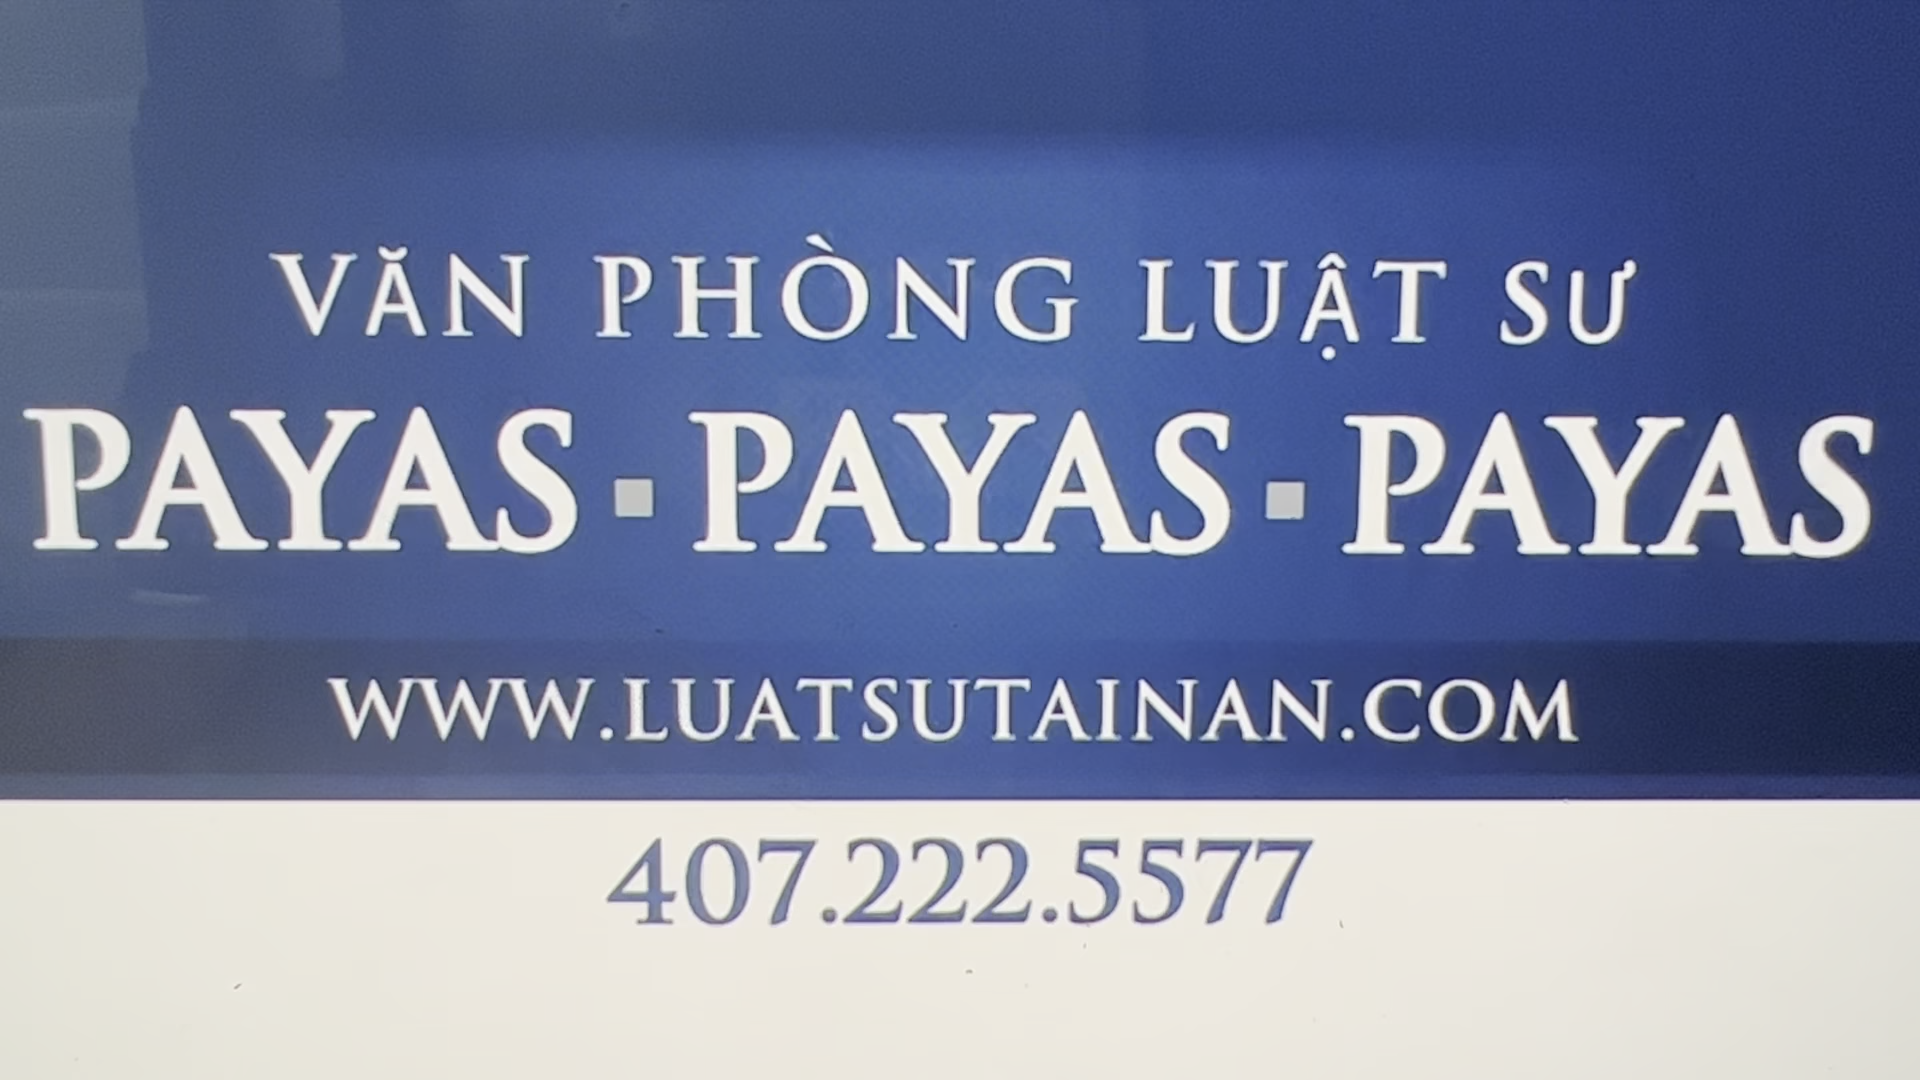 VĂN PHÒNG LUẬT SƯ
PAYAS ▪ PAYAS ▪ PAYAS
WWW.LUATSUTAINAN.COM
407.222.5577